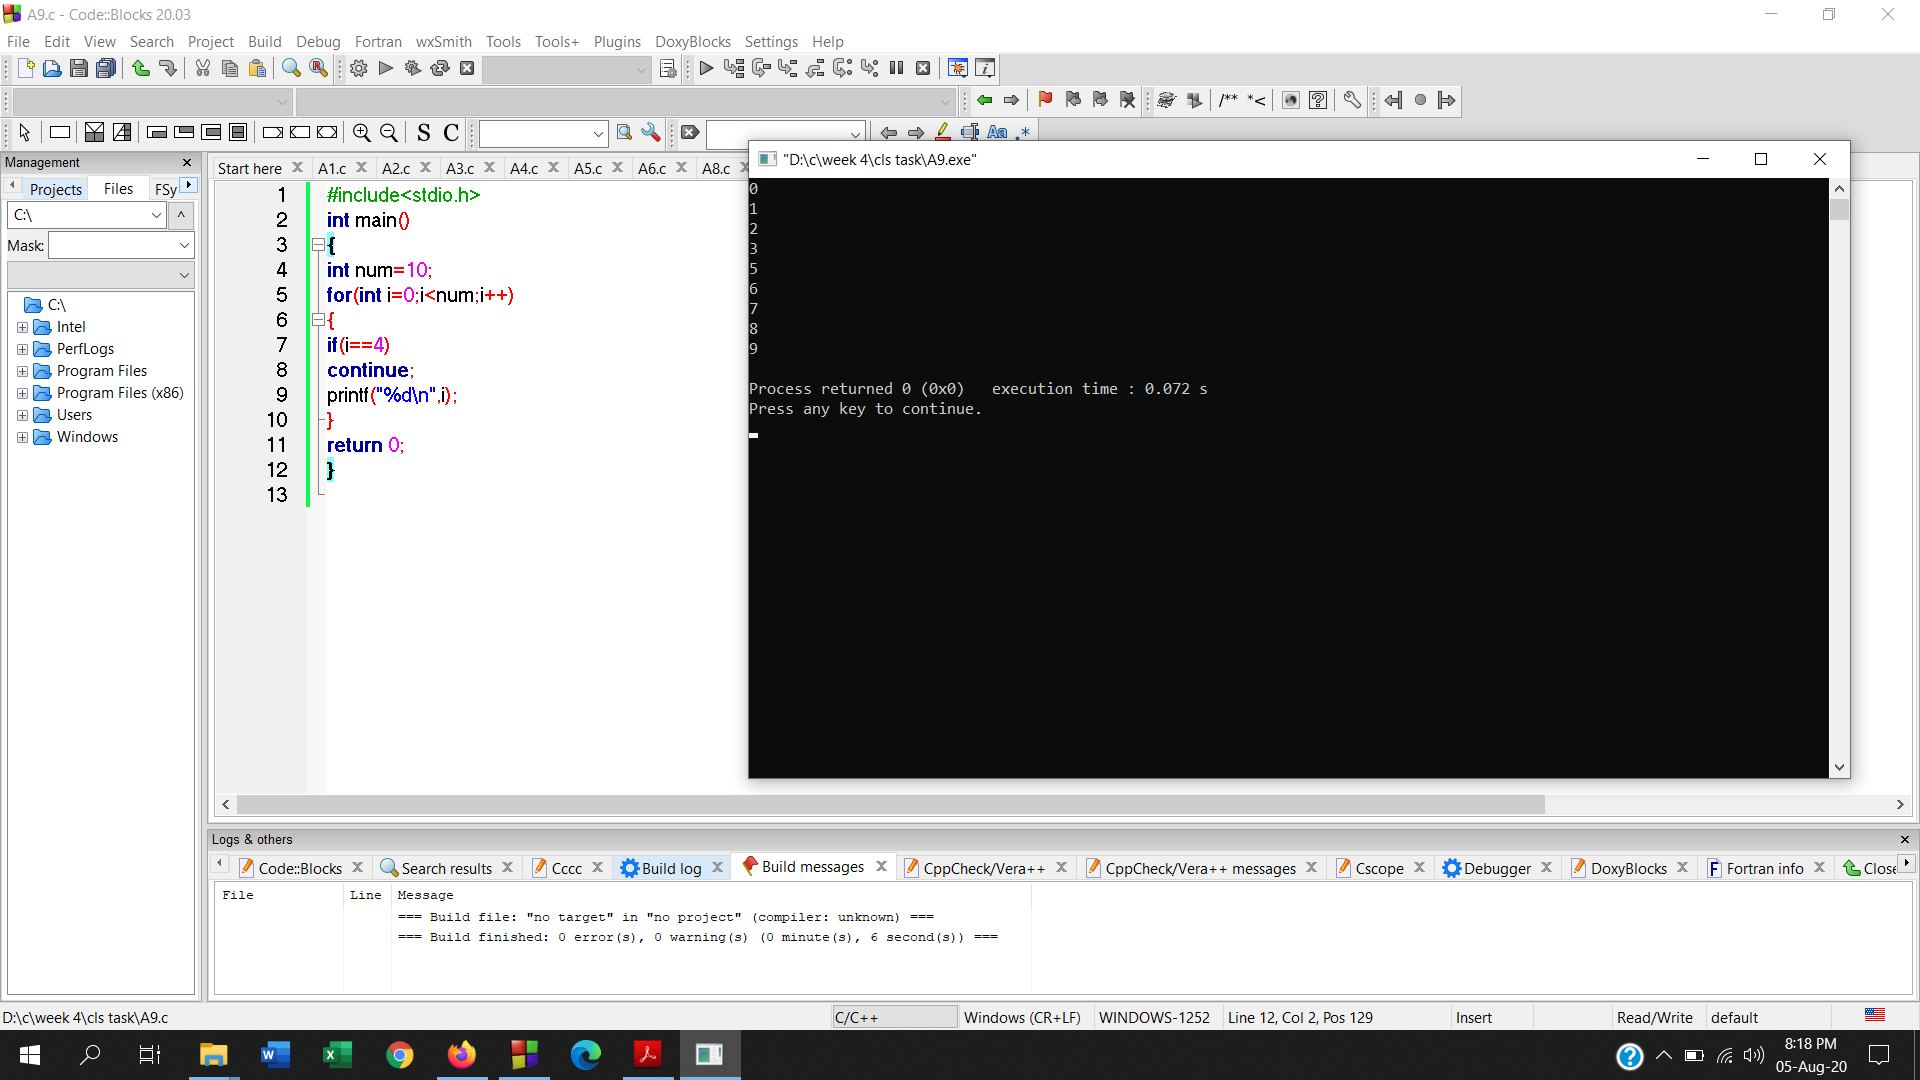 A9.c - Code::Blocks 20.03
File Edit View Search Project Build Debug Fortran wxSmith Tools Tools+ Plugins DoxyBlocks Settings Help
/** *<
S C
Aa .*
Management
Projects Files FSy
C:\
Mask:
C:\
Intel
PerfLogs
Program Files
Program Files (x86)
Users
Windows
Start here A1.c A2.c A3.c A4.c A5.c A6.c A8.c
1 #include<stdio.h>
2 int main()
3 {
4 int num=10;
5 for(int i=0;i<num;i++)
6 {
7 if(i==4)
8 continue;
9 printf("%d\n",i);
10 }
11 return 0;
12 }
13
"D:\c\week 4\cls task\A9.exe"
0
1
2
3
5
6
7
8
9
Process returned 0 (0x0)   execution time : 0.072 s
Press any key to continue.
Logs & others
Code::Blocks Search results Cccc Build log Build messages CppCheck/Vera++ CppCheck/Vera++ messages Cscope Debugger DoxyBlocks Fortran info Close
File Line Message
=== Build file: "no target" in "no project" (compiler: unknown) ===
=== Build finished: 0 error(s), 0 warning(s) (0 minute(s), 6 second(s)) ===
D:\c\week 4\cls task\A9.c C/C++ Windows (CR+LF) WINDOWS-1252 Line 12, Col 2, Pos 129 Insert Read/Write default
8:18 PM
05-Aug-20